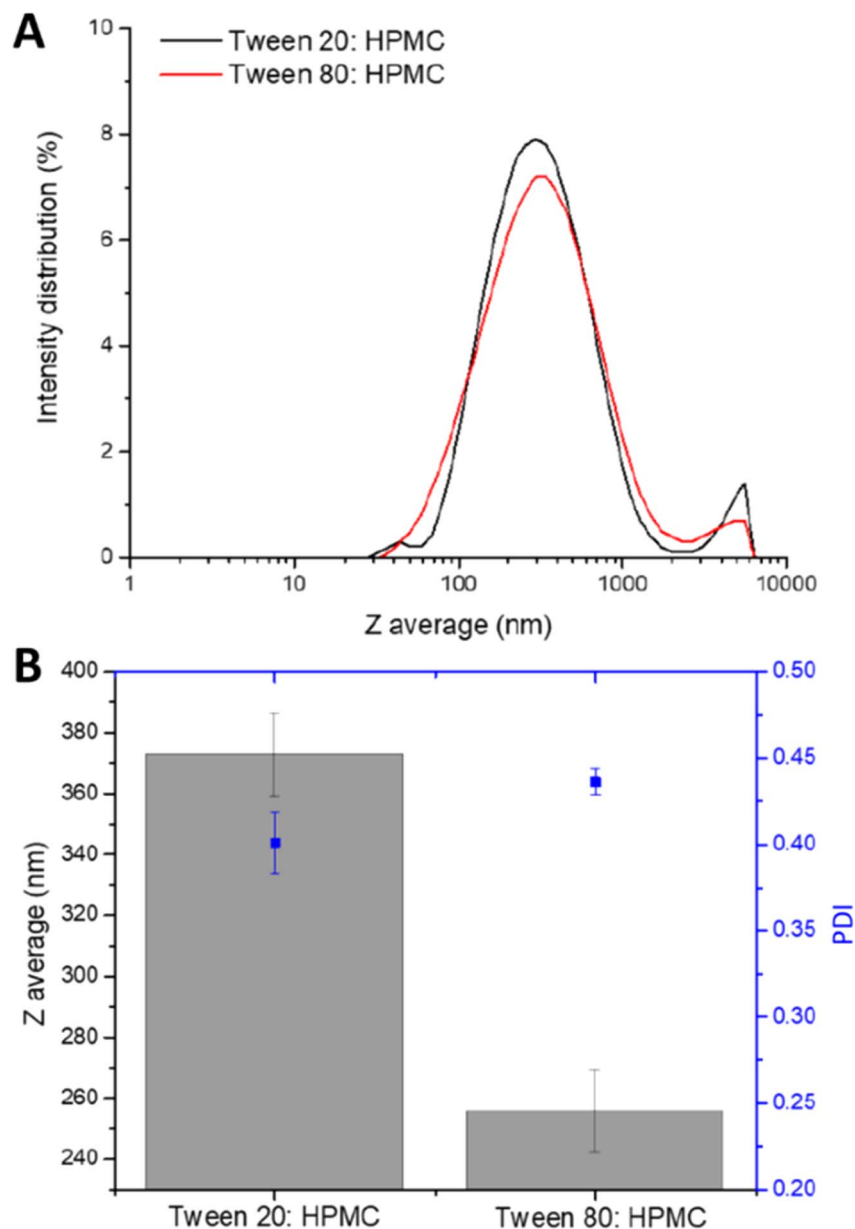 A
Tween 20: HPMC
Tween 80: HPMC
Intensity distribution (%)
10
8
6
4
2
0
1
10
100
1000
10000
Z average (nm)
B
Z average (nm)
400
380
360
340
320
300
280
260
240
0.50
0.45
0.40
0.35
0.30
0.25
0.20
PDI
Tween 20: HPMC
Tween 80: HPMC